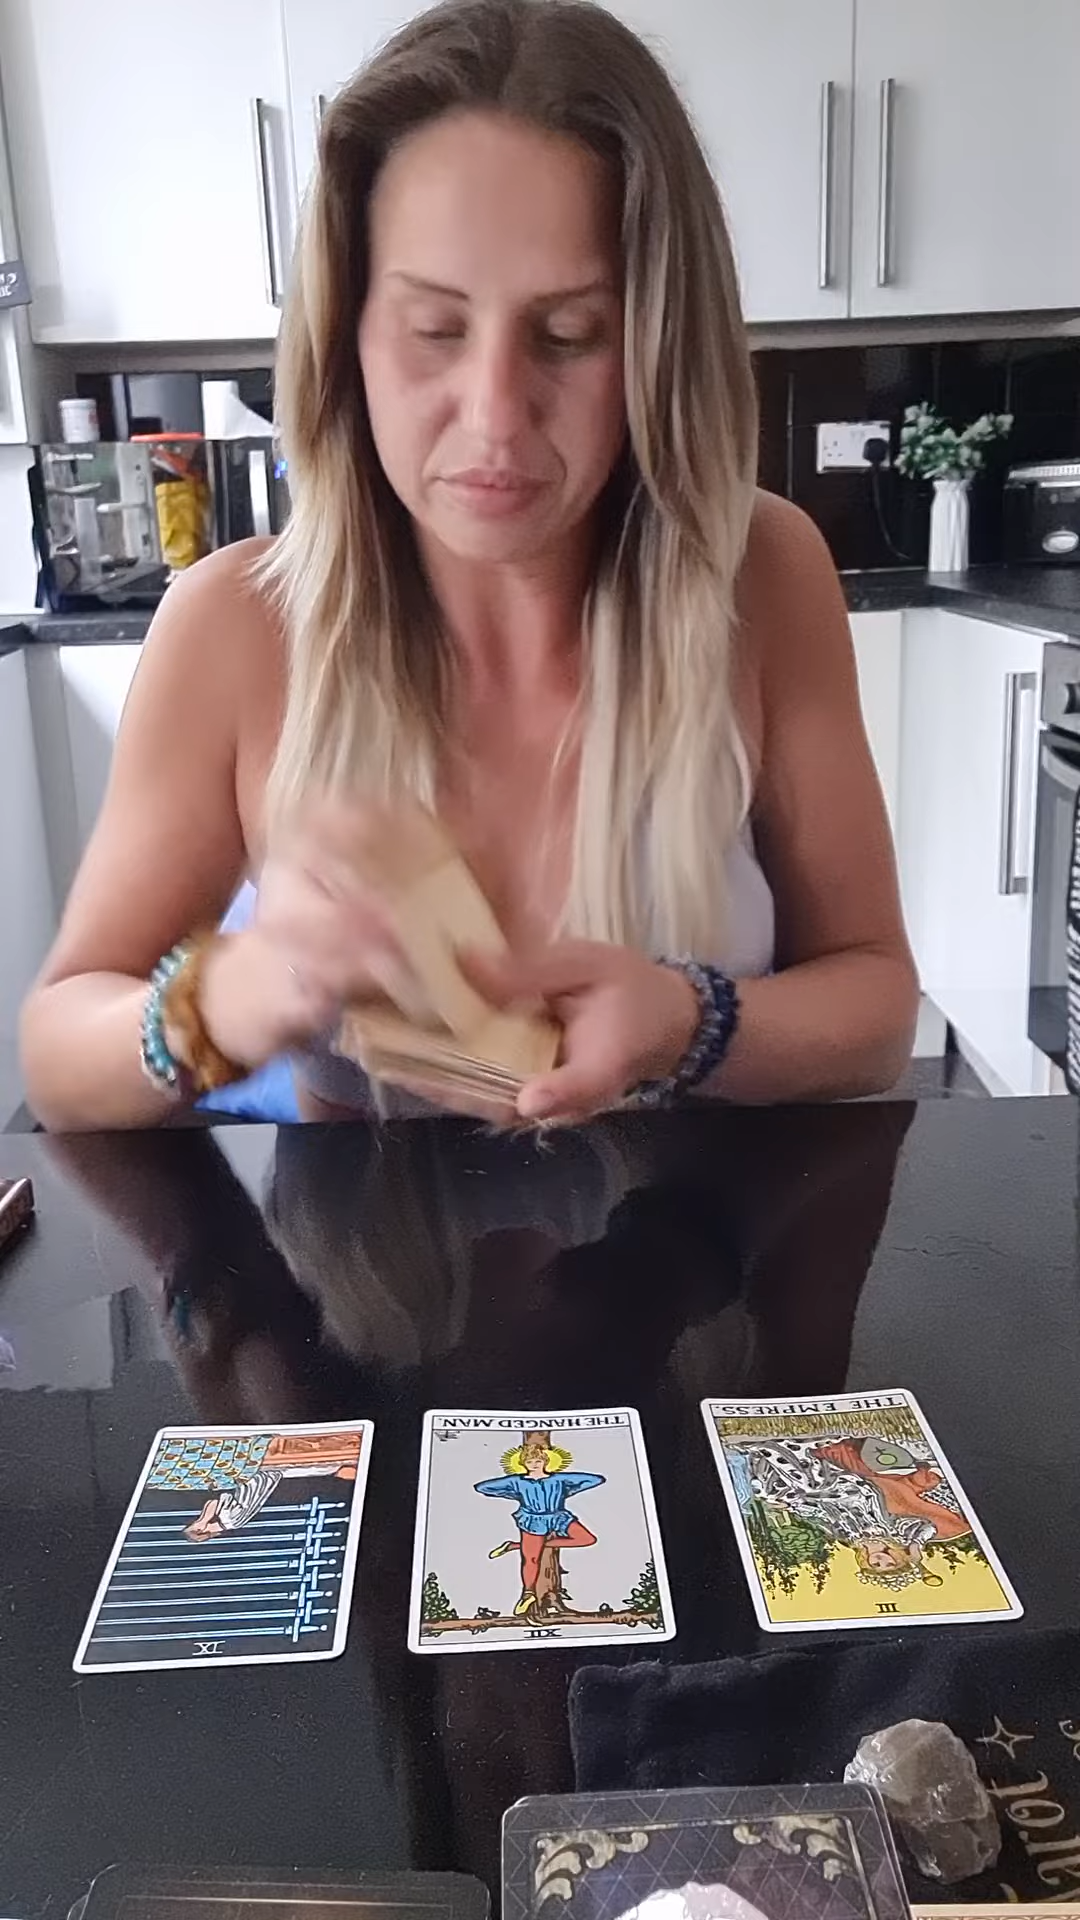 THE HANGED MAN.
THE EMPRESS.
IX
XII
III